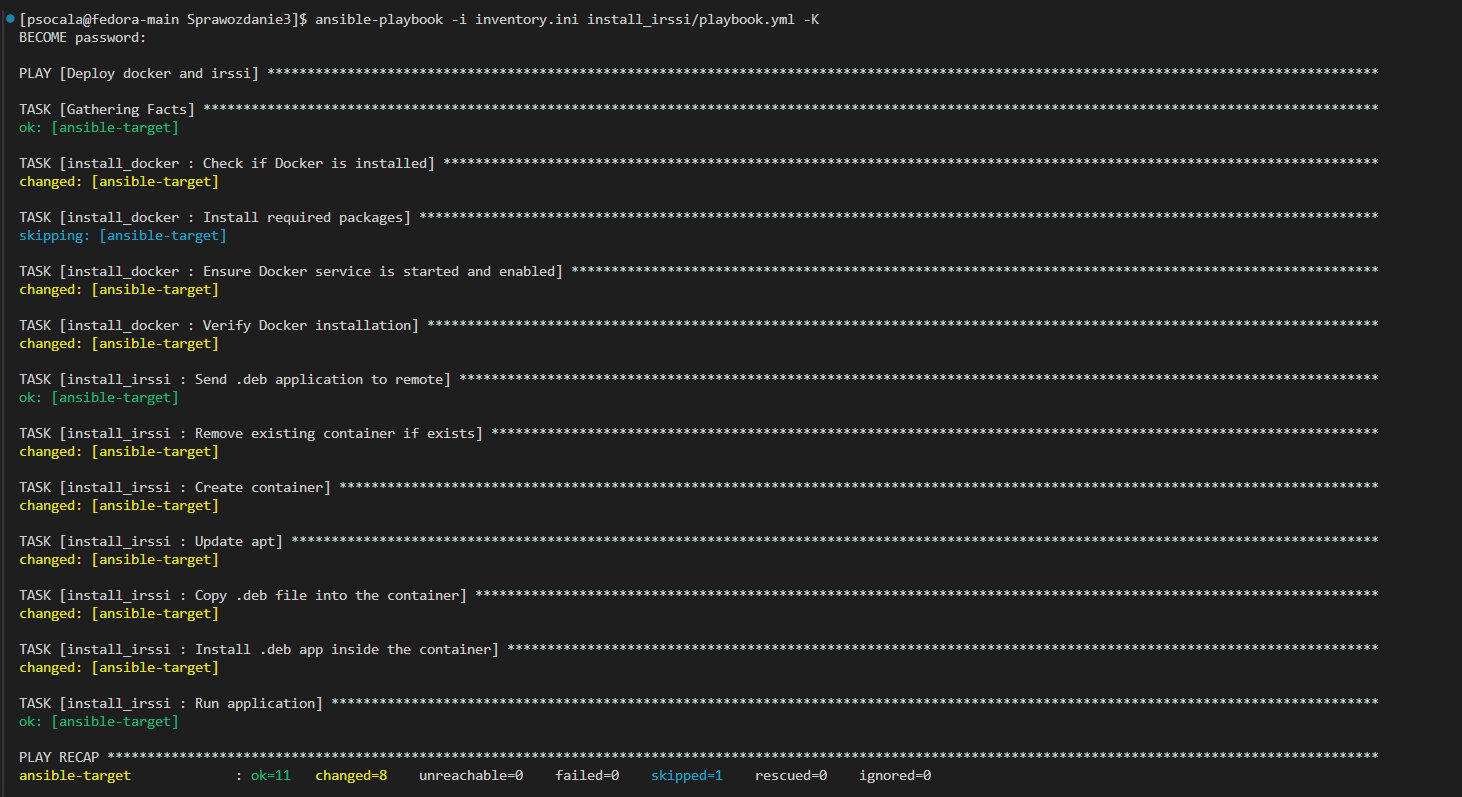 [psocala@fedora-main Sprawozdanie3]$ ansible-playbook -i inventory.ini install_irssi/playbook.yml -K
BECOME password:
PLAY [Deploy docker and irssi] ******************************************************************************************************************************************
TASK [Gathering Facts] **************************************************************************************************************************************************
ok: [ansible-target]
TASK [install_docker : Check if Docker is installed] *********************************************************************************************************************
changed: [ansible-target]
TASK [install_docker : Install required packages] ************************************************************************************************************************
skipping: [ansible-target]
TASK [install_docker : Ensure Docker service is started and enabled] *****************************************************************************************************
changed: [ansible-target]
TASK [install_docker : Verify Docker installation] ***********************************************************************************************************************
changed: [ansible-target]
TASK [install_irssi : Send .deb application to remote] *******************************************************************************************************************
ok: [ansible-target]
TASK [install_irssi : Remove existing container if exists] ***************************************************************************************************************
changed: [ansible-target]
TASK [install_irssi : Create container] **********************************************************************************************************************************
changed: [ansible-target]
TASK [install_irssi : Update apt] ****************************************************************************************************************************************
changed: [ansible-target]
TASK [install_irssi : Copy .deb file into the container] *****************************************************************************************************************
changed: [ansible-target]
TASK [install_irssi : Install .deb app inside the container] *************************************************************************************************************
changed: [ansible-target]
TASK [install_irssi : Run application] ***********************************************************************************************************************************
ok: [ansible-target]
PLAY RECAP **************************************************************************************************************************************************************
ansible-target             : ok=11   changed=8    unreachable=0    failed=0    skipped=1    rescued=0    ignored=0